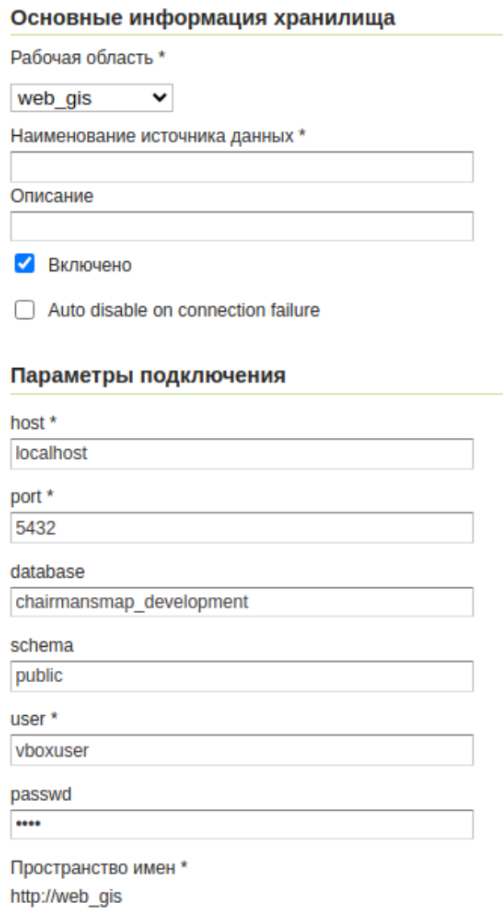 Основные информация хранилища
Рабочая область *
web_gis
Наименование источника данных *
Описание
Включено
Auto disable on connection failure
Параметры подключения
host *
localhost
port *
5432
database
chairmansmap_development
schema
public
user *
vboxuser
passwd
••••
Пространство имен *
http://web_gis